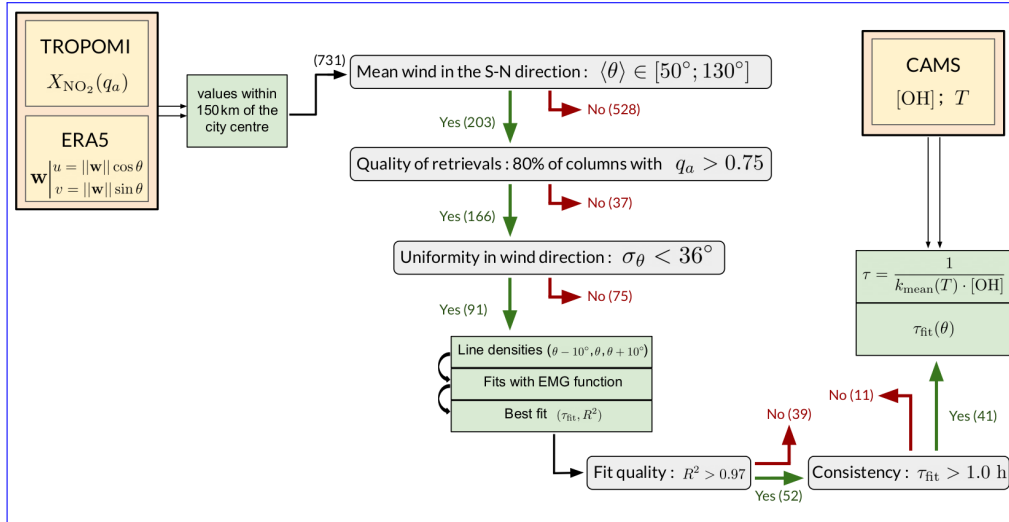 TROPOMI
X_NO₂(qₐ)
ERA5
w | u = ||w|| cos θ
v = ||w|| sin θ
values within
150 km of the
city centre
(731)
Mean wind in the S-N direction : ⟨θ⟩ ∈ [50°; 130°]
No (528)
Yes (203)
Quality of retrievals : 80% of columns with qₐ > 0.75
No (37)
Yes (166)
Uniformity in wind direction : σ_θ < 36°
No (75)
Yes (91)
Line densities (θ − 10°, θ, θ + 10°)
Fits with EMG function
Best fit (τ_fit, R²)
Fit quality : R² > 0.97
No (39)
Yes (52)
Consistency : τ_fit > 1.0 h
No (11)
Yes (41)
CAMS
[OH] ; T
τ = 1 / (k_mean(T) · [OH])
τ_fit(θ)